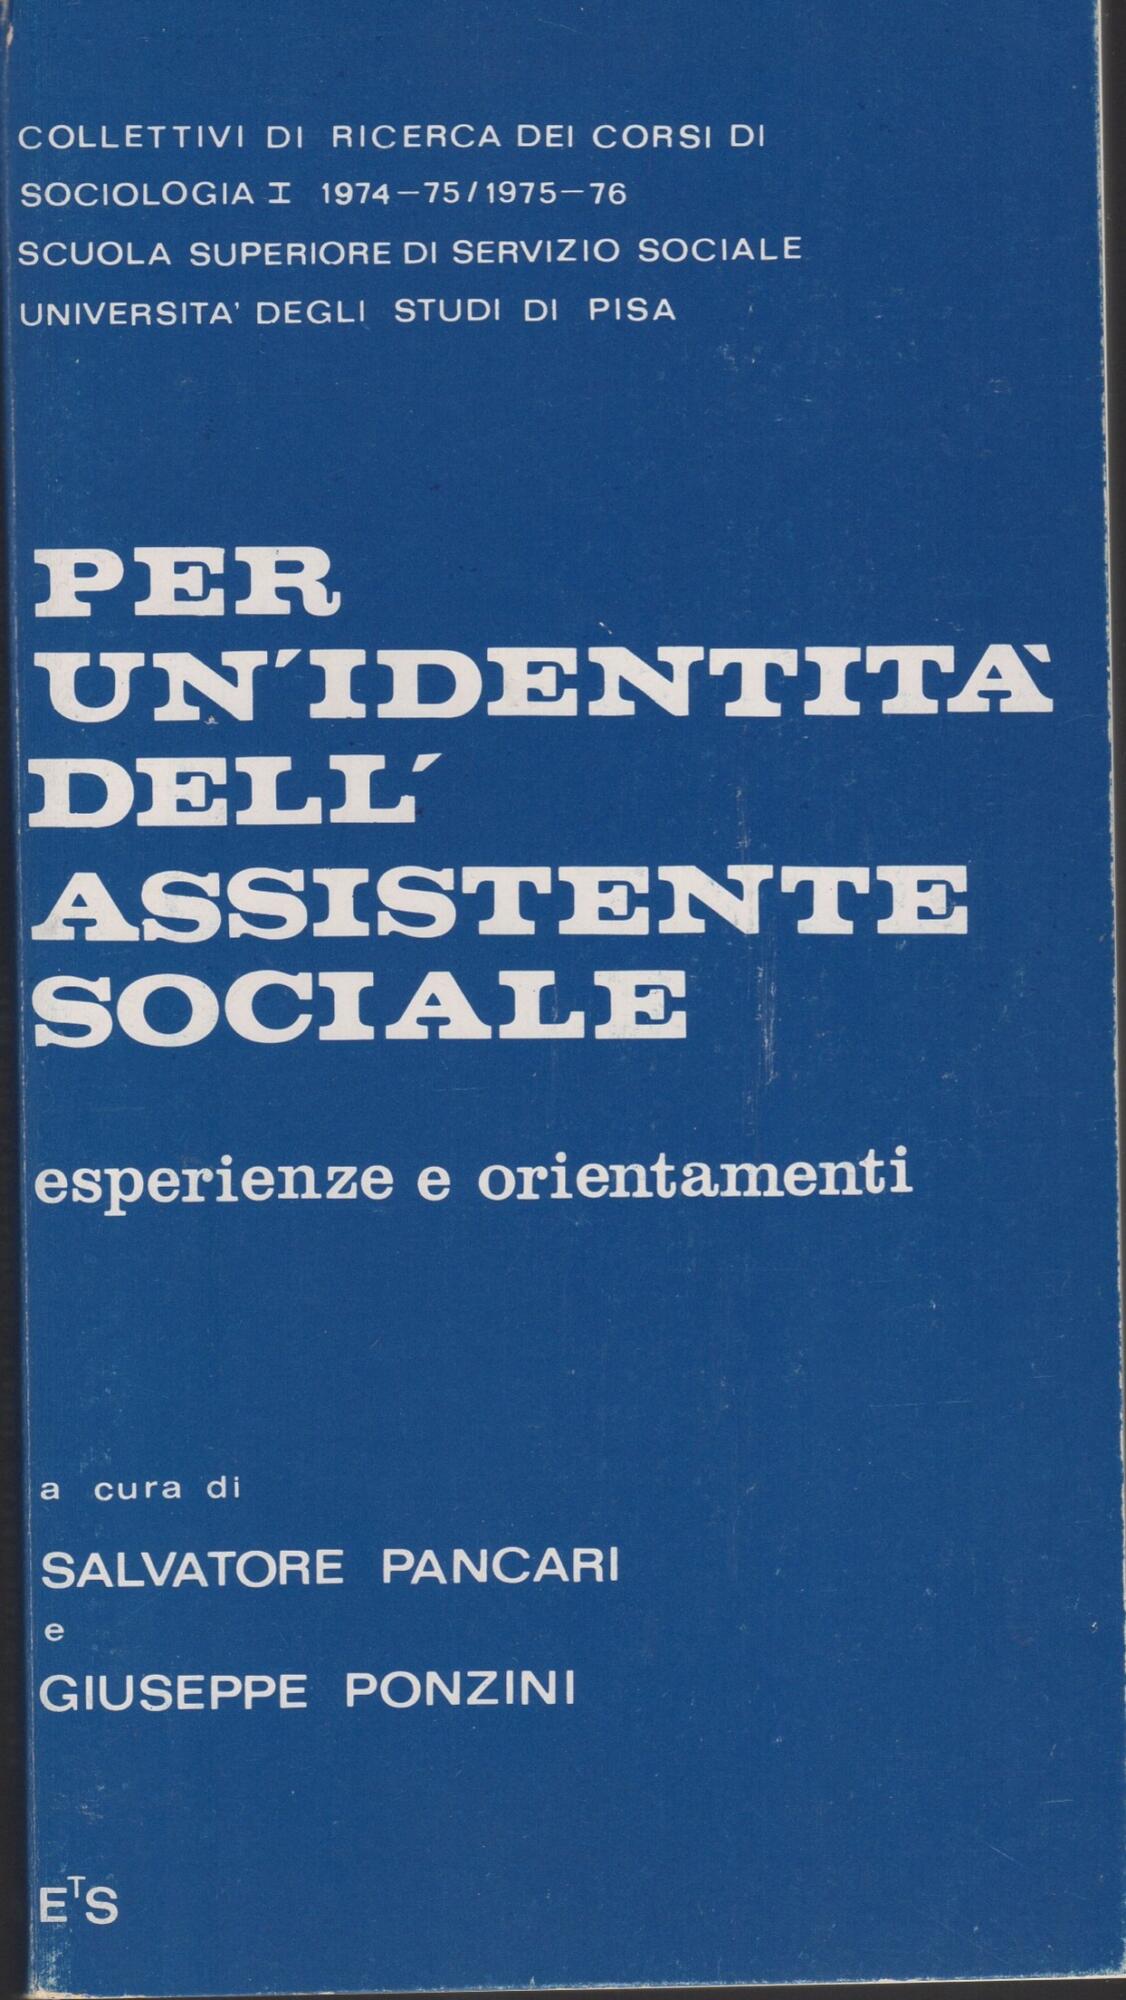 COLLETTIVI DI RICERCA DEI CORSI DI
SOCIOLOGIA I 1974-75/1975-76
SCUOLA SUPERIORE DI SERVIZIO SOCIALE
UNIVERSITA' DEGLI STUDI DI PISA
PER
UN'IDENTITÀ
DELL'
ASSISTENTE
SOCIALE
esperienze e orientamenti
a cura di
SALVATORE PANCARI
e
GIUSEPPE PONZINI
ETS